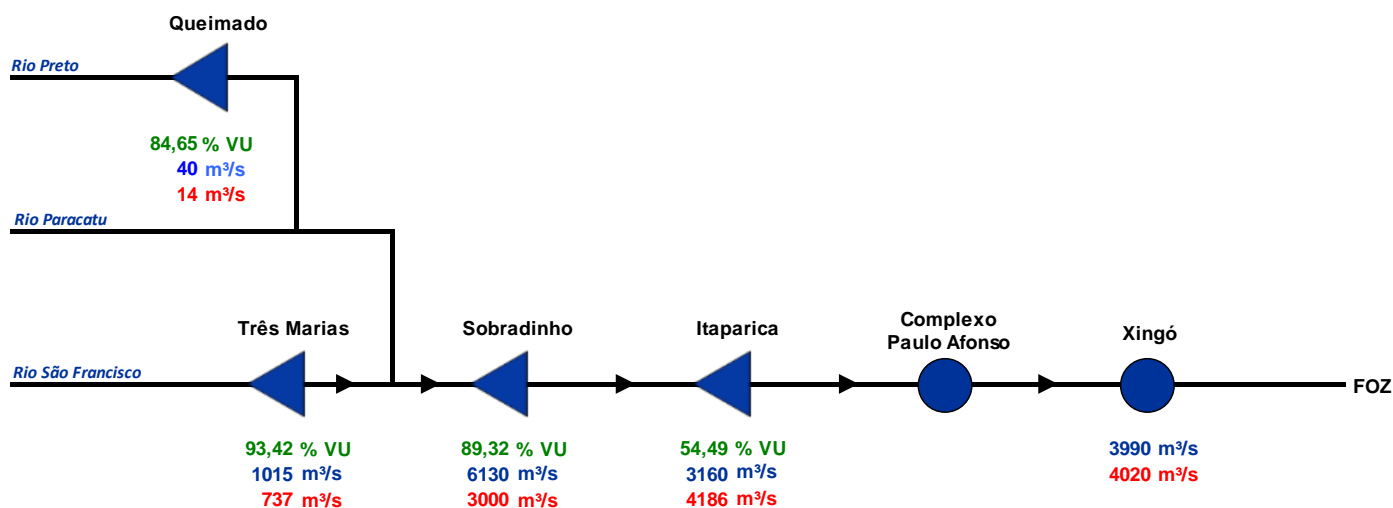 Queimado
Rio Preto
84,65 % VU
40 m³/s
14 m³/s
Rio Paracatu
Três Marias
Sobradinho
Itaparica
Complexo
Paulo Afonso
Xingó
Rio São Francisco
FOZ
93,42 % VU
1015 m³/s
737 m³/s
89,32 % VU
6130 m³/s
3000 m³/s
54,49 % VU
3160 m³/s
4186 m³/s
3990 m³/s
4020 m³/s